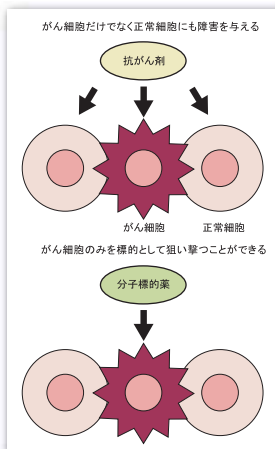 がん細胞だけでなく正常細胞にも障害を与える
抗がん剤
がん細胞
正常細胞
がん細胞のみを標的として狙い撃つことができる
分子標的薬